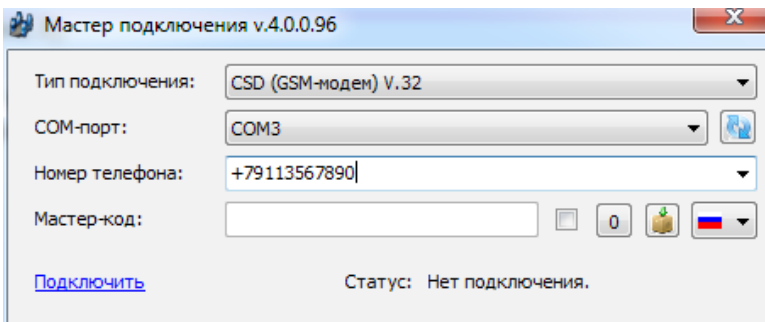 Мастер подключения v.4.0.0.96
Тип подключения: CSD (GSM-модем) V.32
COM-порт: COM3
Номер телефона: +79113567890
Мастер-код: 0
Подключить Статус: Нет подключения.